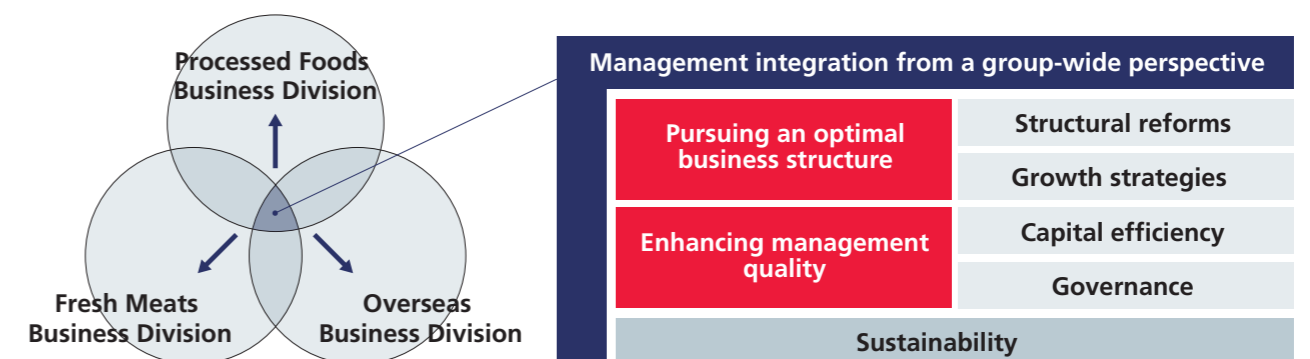 Processed Foods
Business Division
Fresh Meats
Business Division
Overseas
Business Division
Management integration from a group-wide perspective
Pursuing an optimal
business structure
Structural reforms
Growth strategies
Enhancing management
quality
Capital efficiency
Governance
Sustainability